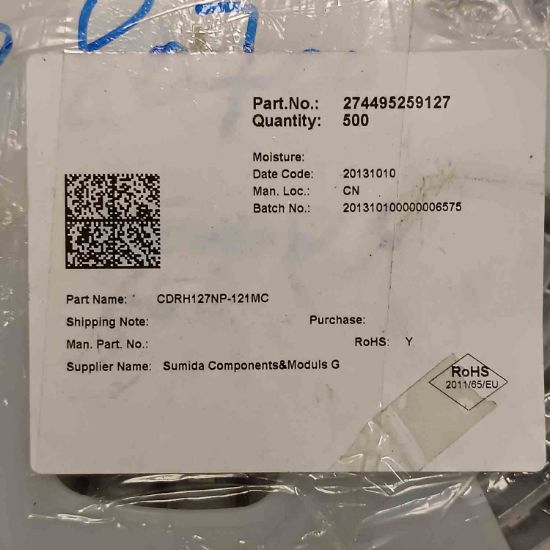 Part.No.: 274495259127
Quantity: 500
Moisture:
Date Code: 20131010
Man. Loc.: CN
Batch No.: 201310100000006575
Part Name: CDRH127NP-121MC
Shipping Note: Purchase:
Man. Part. No.: RoHS: Y
Supplier Name: Sumida Components&Moduls G
RoHS
2011/65/EU